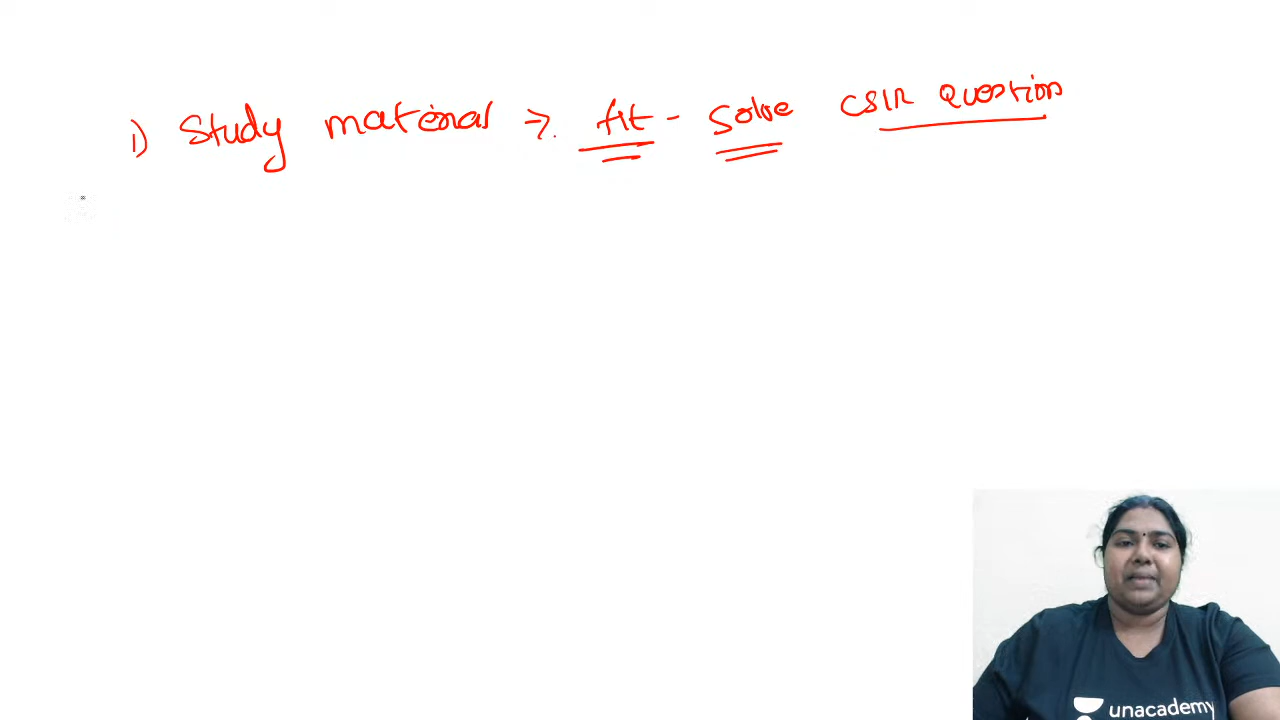 1) Study material → fit - Solve CSIR Question
unacademy